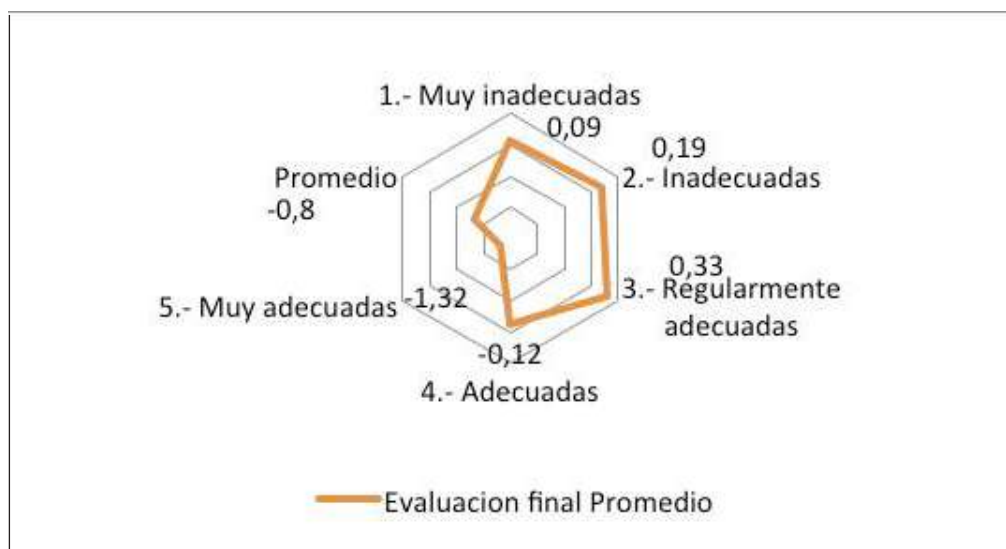 1.- Muy inadecuadas
0,09
0,19
2.- Inadecuadas
0,33
3.- Regularmente
adecuadas
-0,12
4.- Adecuadas
-1,32
5.- Muy adecuadas
Promedio
-0,8
Evaluacion final Promedio